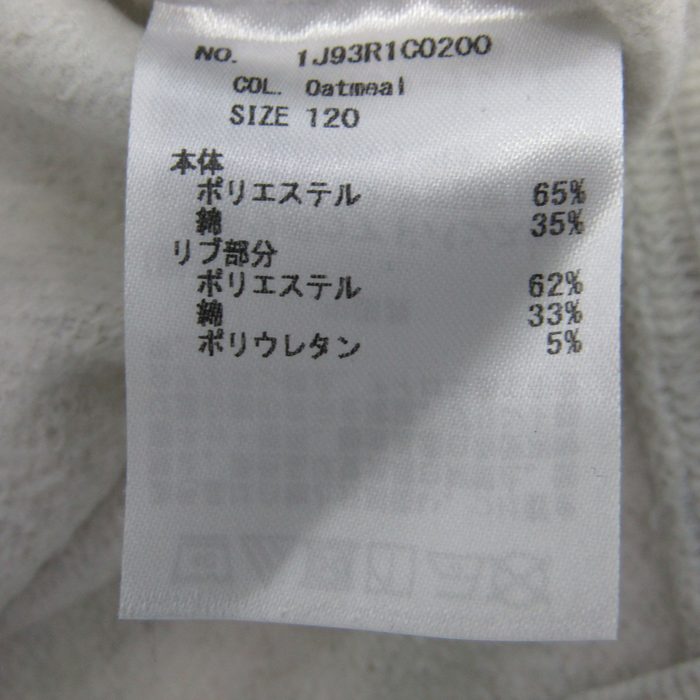 NO. 1J93R1C0200
COL. Oatmeal
SIZE 120
本体
ポリエステル 65%
綿 35%
リブ部分
ポリエステル 62%
綿 33%
ポリウレタン 5%